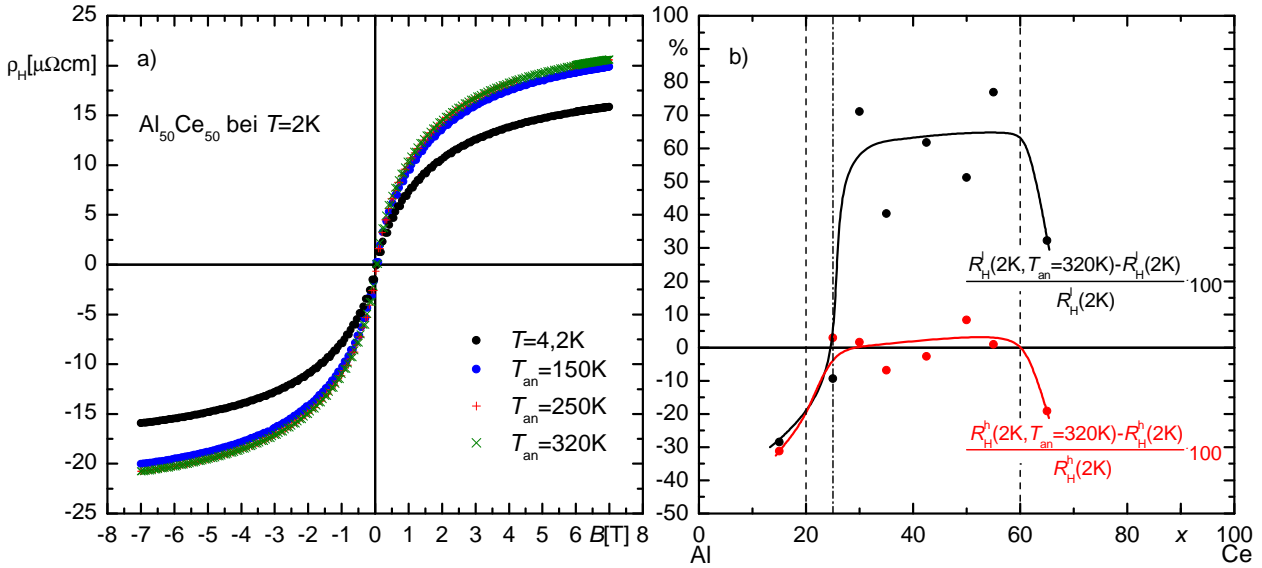 ρH[μΩcm]
a)
Al50Ce50 bei T=2K
25
20
15
10
5
0
-5
-10
-15
-20
-25
T=4,2K
Tan=150K
Tan=250K
Tan=320K
-8 -7 -6 -5 -4 -3 -2 -1 0 1 2 3 4 5 6 B[T] 8
%
b)
90
80
70
60
50
40
30
20
10
0
-10
-20
-30
-40
-50
RlH(2K,Tan=320K)-RlH(2K)
RlH(2K)
·100
RhH(2K,Tan=320K)-RhH(2K)
RhH(2K)
·100
0 20 40 60 80 x 100
Al Ce